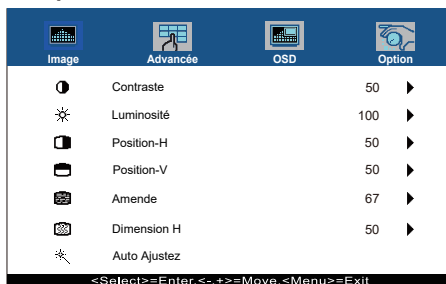 Image Advancée OSD Option
Contraste 50
Luminosité 100
Position-H 50
Position-V 50
Amende 67
Dimension H 50
Auto Ajustez
<Select>=Enter,<-,+>=Move,<Menu>=Exit